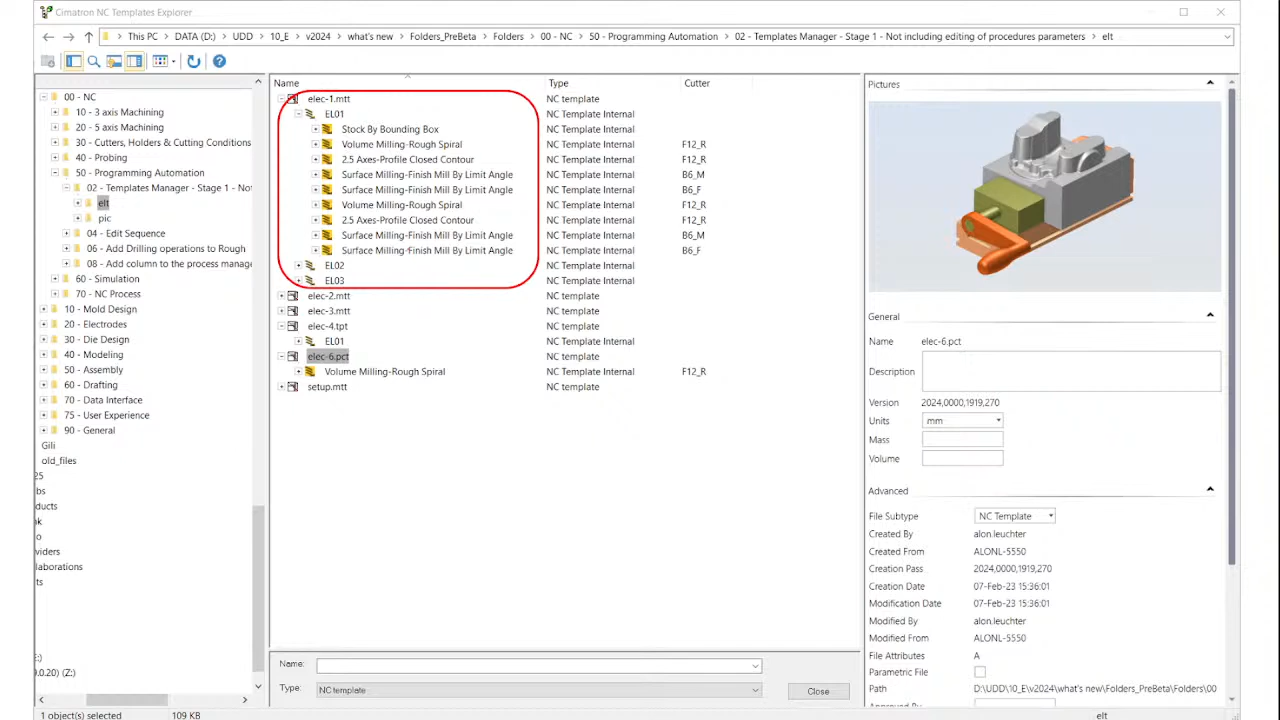 Cimatron NC Templates Explorer
This PC > DATA (D:) > UDD > 10_E > v2024 > what's new > Folders_PreBeta > Folders > 00 - NC > 50 - Programming Automation > 02 - Templates Manager - Stage 1 - Not including editing of procedures parameters > elt
Name Type Cutter
00 - NC
10 - 3 axis Machining
20 - 5 axis Machining
30 - Cutters, Holders & Cutting Conditions
40 - Probing
50 - Programming Automation
02 - Templates Manager - Stage 1 - Not
elt
pic
04 - Edit Sequence
06 - Add Drilling operations to Rough
08 - Add column to the process manage
60 - Simulation
70 - NC Process
10 - Mold Design
20 - Electrodes
30 - Die Design
40 - Modeling
50 - Assembly
60 - Drafting
70 - Data Interface
75 - User Experience
90 - General
Gili
old_files
25
bs
ducts
nk
o
viders
laborations
ts
E:)
0.0.20) (Z:)
elec-1.mtt NC template
EL01 NC Template Internal
Stock By Bounding Box NC Template Internal
Volume Milling-Rough Spiral NC Template Internal F12_R
2.5 Axes-Profile Closed Contour NC Template Internal F12_R
Surface Milling-Finish Mill By Limit Angle NC Template Internal B6_M
Surface Milling-Finish Mill By Limit Angle NC Template Internal B6_F
Volume Milling-Rough Spiral NC Template Internal F12_R
2.5 Axes-Profile Closed Contour NC Template Internal F12_R
Surface Milling-Finish Mill By Limit Angle NC Template Internal B6_M
Surface Milling-Finish Mill By Limit Angle NC Template Internal B6_F
EL02 NC Template Internal
EL03 NC Template Internal
elec-2.mtt NC template
elec-3.mtt NC template
elec-4.tpt NC template
EL01 NC Template Internal
elec-6.pct NC template
Volume Milling-Rough Spiral NC Template Internal F12_R
setup.mtt NC template
Name:
Type: NC template
Close
Pictures
General
Name elec-6.pct
Description
Version 2024,0000,1919,270
Units mm
Mass
Volume
Advanced
File Subtype NC Template
Created By alon.leuchter
Created From ALONL-5550
Creation Pass 2024,0000,1919,270
Creation Date 07-Feb-23 15:36:01
Modification Date 07-Feb-23 15:36:01
Modified By alon.leuchter
Modified From ALONL-5550
File Attributes A
Parametric File
Path D:\UDD\10_E\v2024\what's new\Folders_PreBeta\Folders\00
1 object(s) selected 109 KB elt